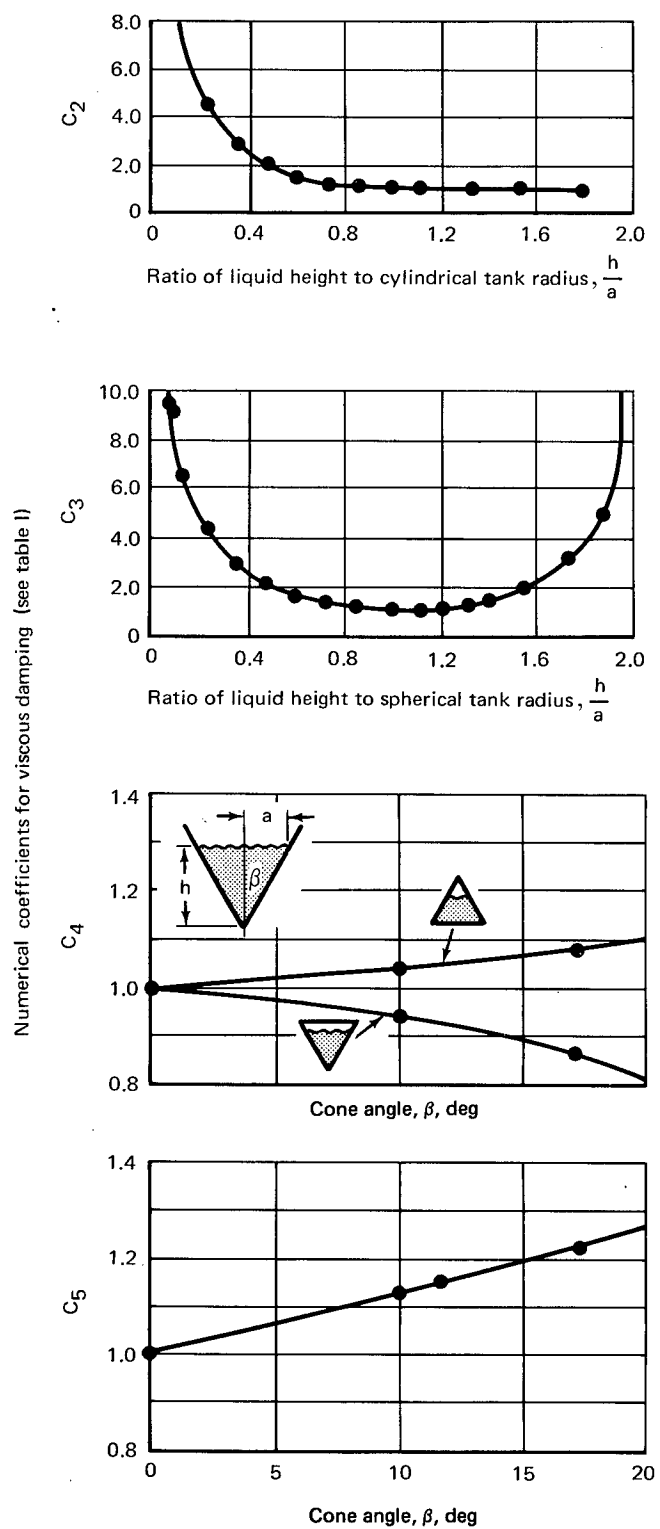 Numerical coefficients for viscous damping (see table I)
C2
8.0
6.0
4.0
2.0
0
0 0.4 0.8 1.2 1.6 2.0
Ratio of liquid height to cylindrical tank radius, h/a
C3
10.0
8.0
6.0
4.0
2.0
0
0 0.4 0.8 1.2 1.6 2.0
Ratio of liquid height to spherical tank radius, h/a
C4
1.4
1.2
1.0
0.8
a
h
β
Cone angle, β, deg
C5
1.4
1.2
1.0
0.8
0 5 10 15 20
Cone angle, β, deg